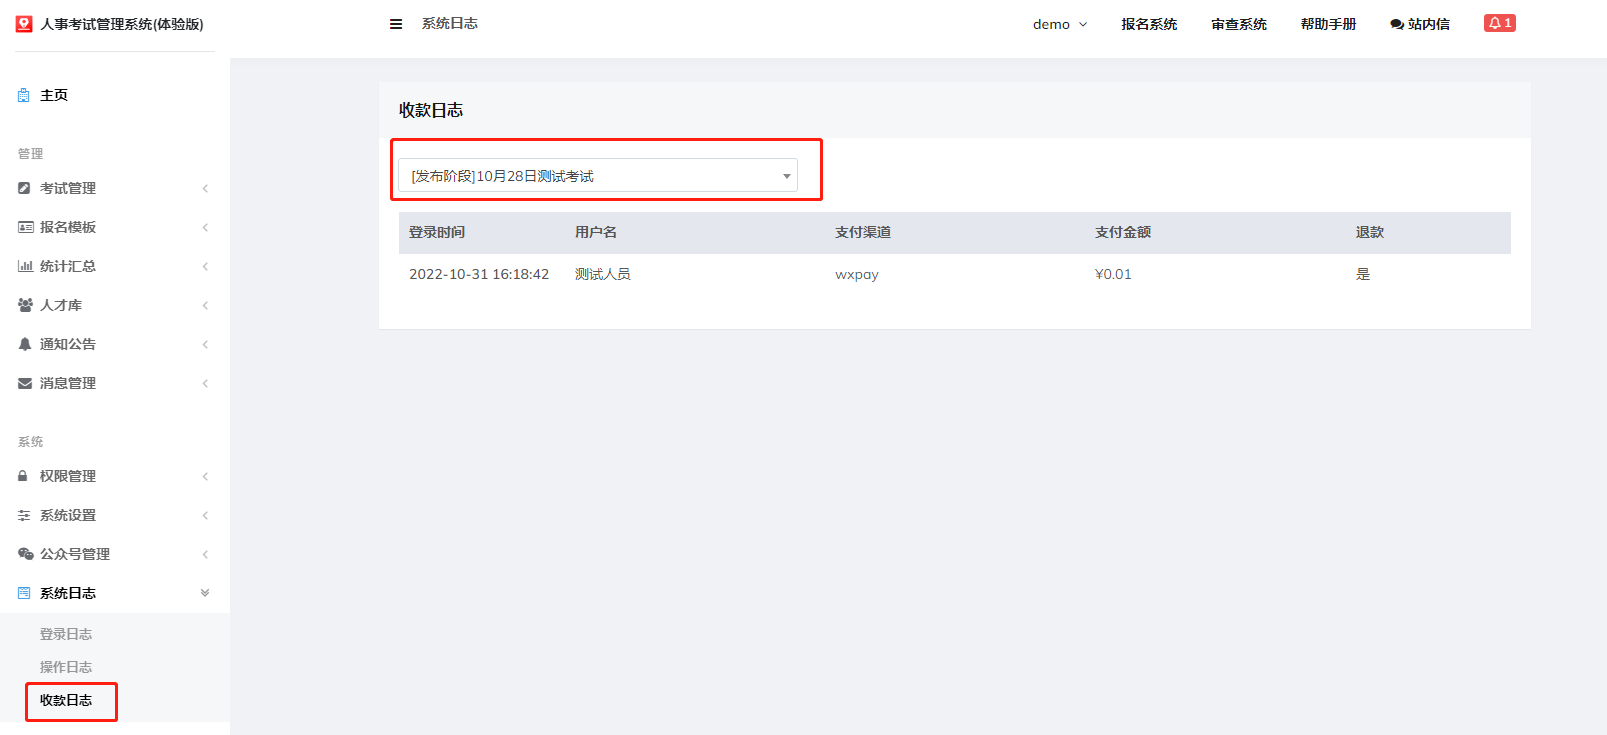 人事考试管理系统(体验版)
系统日志
demo
报名系统
审查系统
帮助手册
站内信
1
主页
管理
考试管理
报名模板
统计汇总
人才库
通知公告
消息管理
系统
权限管理
系统设置
公众号管理
系统日志
登录日志
操作日志
收款日志
收款日志
[发布阶段]10月28日测试考试
登录时间 用户名 支付渠道 支付金额 退款
2022-10-31 16:18:42 测试人员 wxpay ¥0.01 是